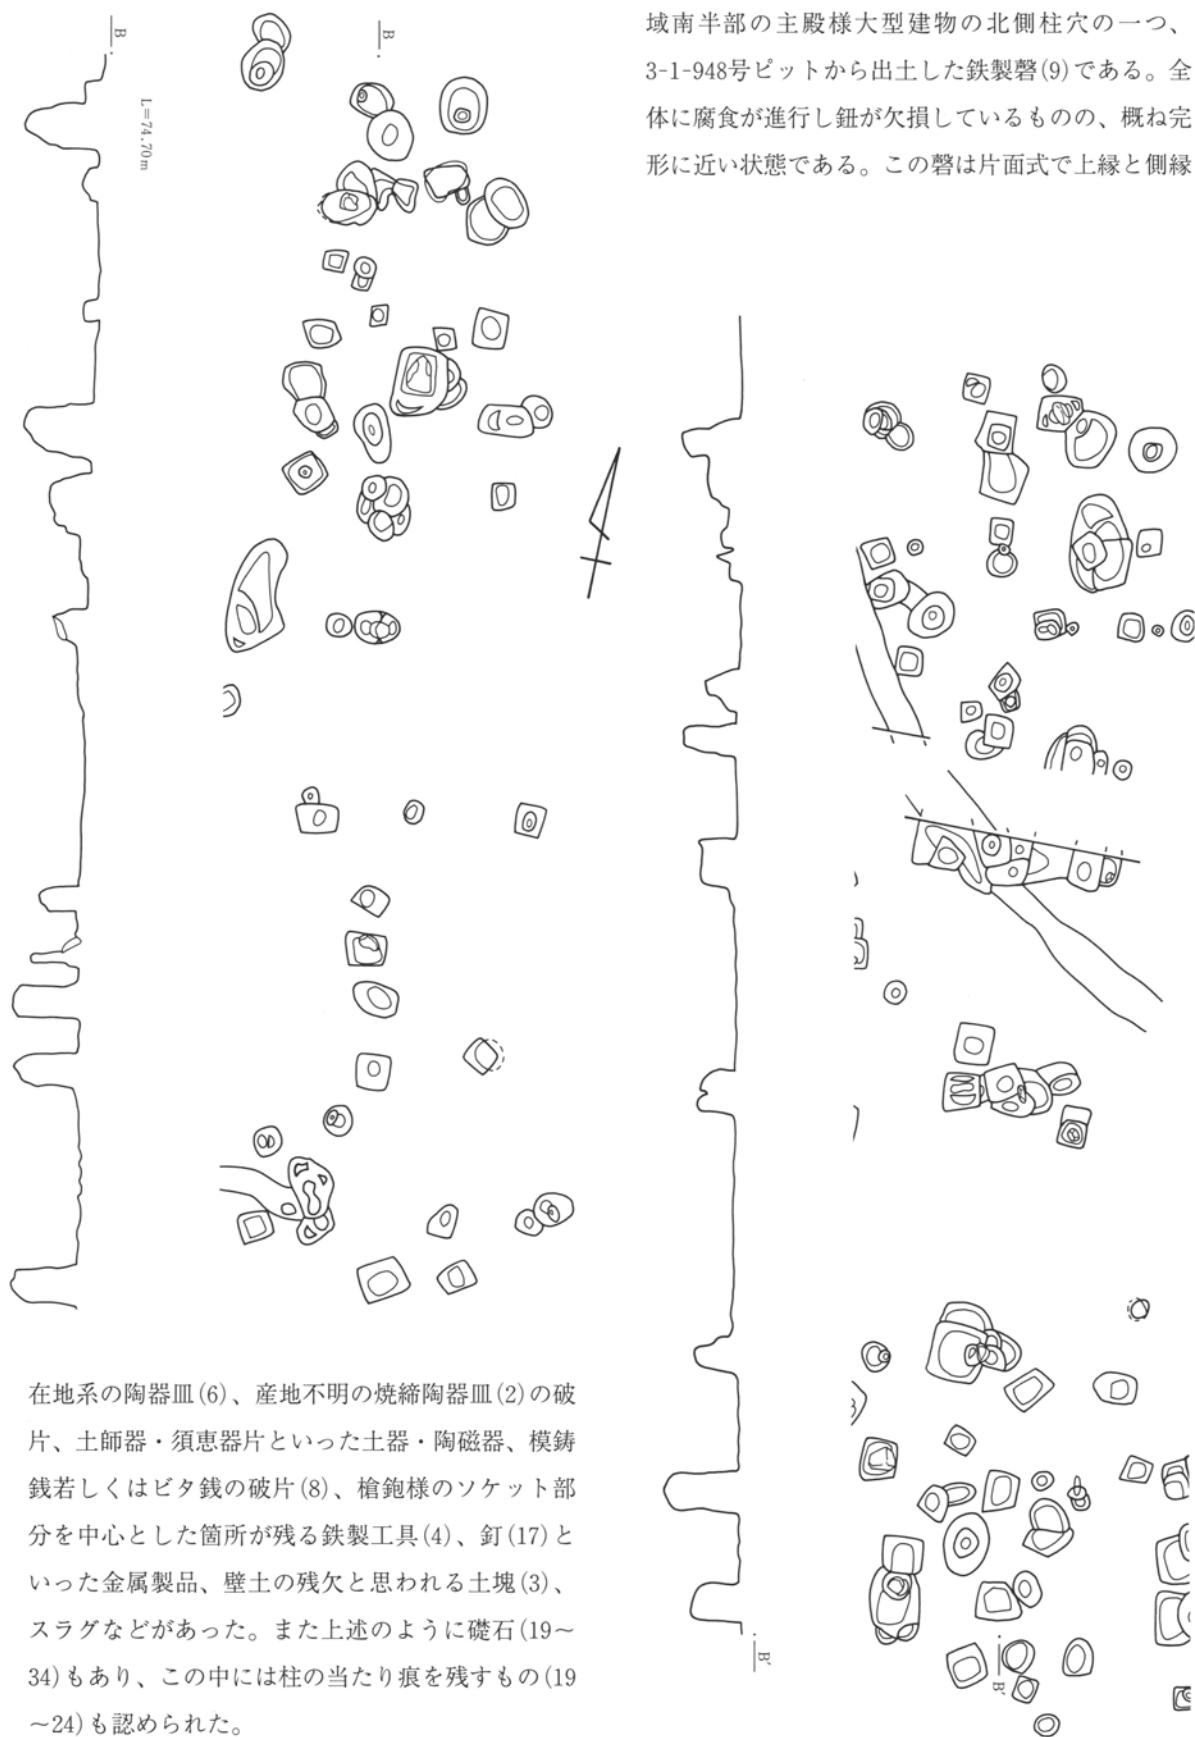 B
B
L=74.70m
在地系の陶器皿(6)、産地不明の焼締陶器皿(2)の破
片、土師器・須恵器片といった土器・陶磁器、模鋳
銭若しくはビタ銭の破片(8)、槍鉋様のソケット部
分を中心とした箇所が残る鉄製工具(4)、釘(17)と
いった金属製品、壁土の残欠と思われる土塊(3)、
スラグなどがあった。また上述のように礎石(19～
34)もあり、この中には柱の当たり痕を残すもの(19
～24)も認められた。
域南半部の主殿様大型建物の北側柱穴の一つ、
3-1-948号ピットから出土した鉄製磬(9)である。全
体に腐食が進行し鈕が欠損しているものの、概ね完
形に近い状態である。この磬は片面式で上縁と側縁
B′
B′